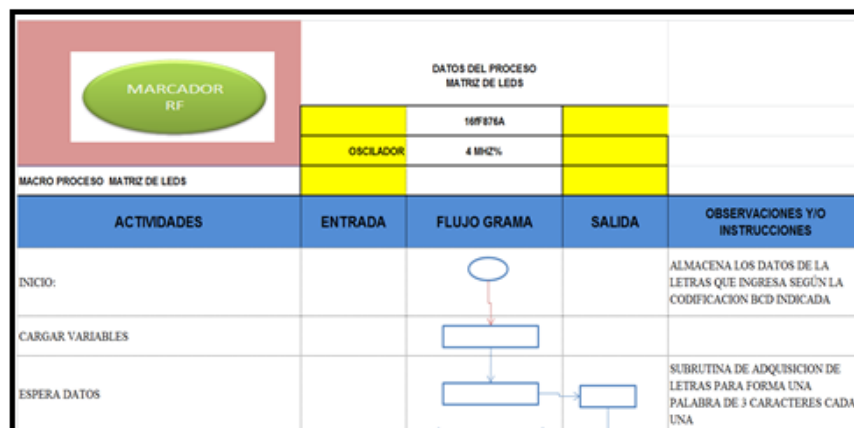 MARCADOR
RF
DATOS DEL PROCESO
MATRIZ DE LEDS
16fF876A
OSCILADOR
4 MHZ%
MACRO PROCESO MATRIZ DE LEDS
ACTIVIDADES
ENTRADA
FLUJO GRAMA
SALIDA
OBSERVACIONES Y/O
INSTRUCCIONES
INICIO:
ALMACENA LOS DATOS DE LA
LETRAS QUE INGRESA SEGÚN LA
CODIFICACION BCD INDICADA
CARGAR VARIABLES
ESPERA DATOS
SUBRUTINA DE ADQUISICION DE
LETRAS PARA FORMA UNA
PALABRA DE 3 CARACTERES CADA
UNA